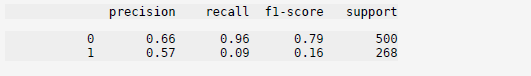 precision recall f1-score support
0 0.66 0.96 0.79 500
1 0.57 0.09 0.16 268